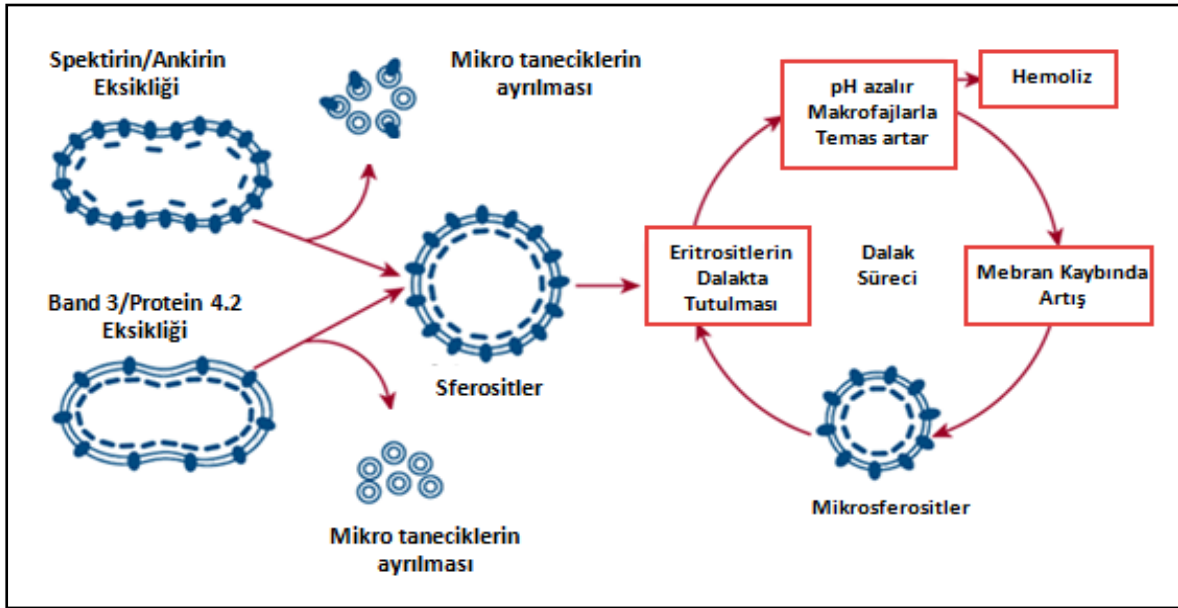 Spektirin/Ankirin
Eksikliği
Mikro taneciklerin
ayrılması
Band 3/Protein 4.2
Eksikliği
Mikro taneciklerin
ayrılması
Sferositler
Eritrositlerin
Dalakta
Tutulması
pH azalır
Makrofajlarla
Temas artar
Hemoliz
Dalak
Süreci
Mebran Kaybında
Artış
Mikrosferositler